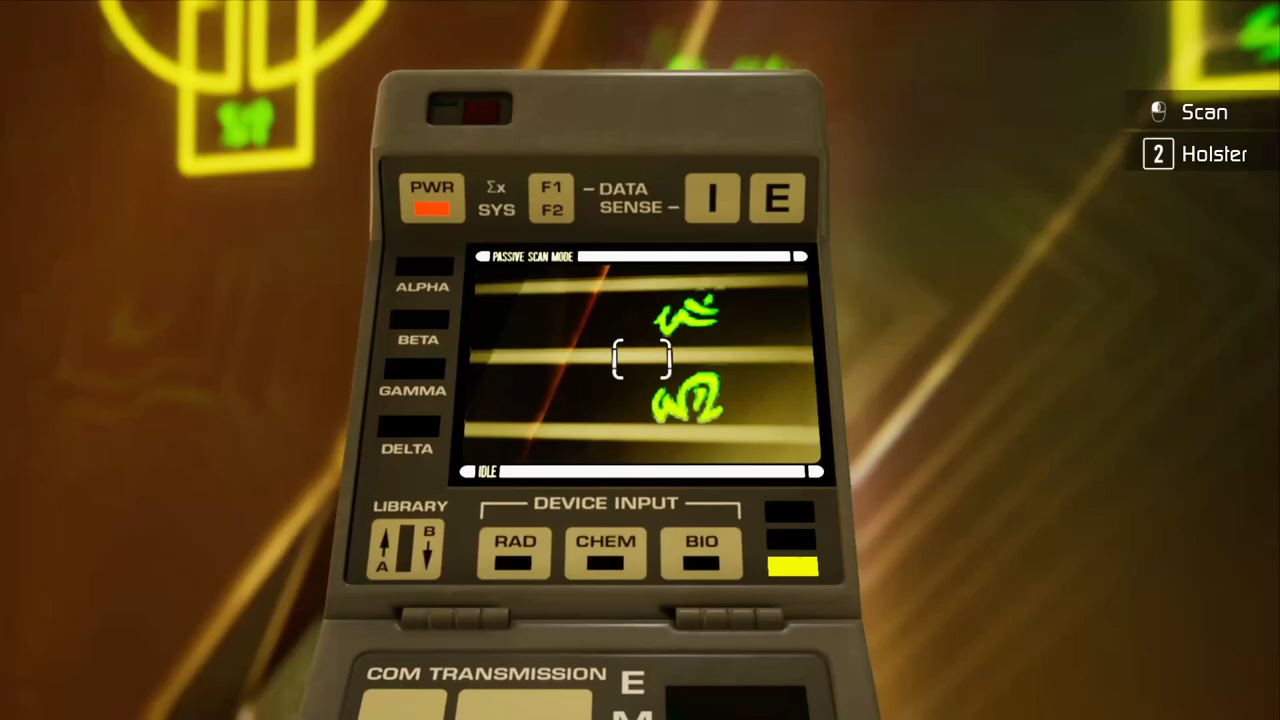 Scan
2 Holster
PWR
Σx
SYS
F1
F2
DATA
SENSE
I
E
PASSIVE SCAN MODE
ALPHA
BETA
GAMMA
DELTA
IDLE
LIBRARY
A
B
DEVICE INPUT
RAD
CHEM
BIO
COM TRANSMISSION
E
M